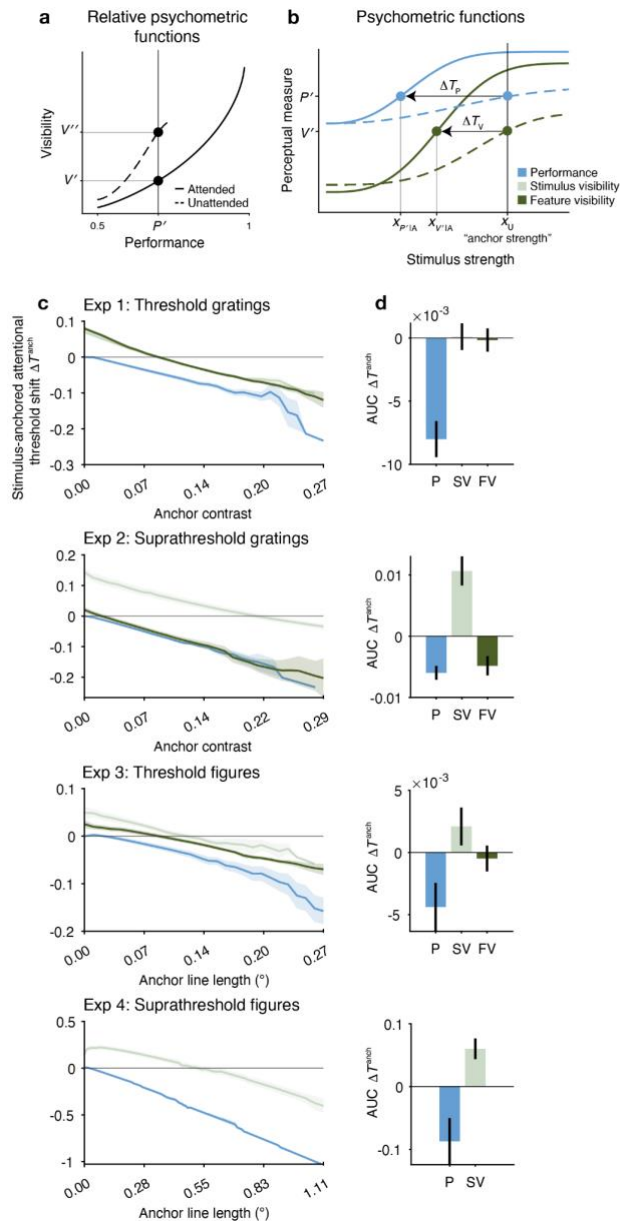 a Relative psychometric functions
Visibility
V′′
V′
Attended
Unattended
0.5
P′
1
Performance
b Psychometric functions
Perceptual measure
P′
V′
ΔT_P
ΔT_V
Performance
Stimulus visibility
Feature visibility
x_P′|A
x_V′|A
x_U
"anchor strength"
Stimulus strength
c Exp 1: Threshold gratings
Stimulus-anchored attentional
threshold shift ΔT^anch
0.1
0
-0.1
-0.2
-0.3
0.00 0.07 0.14 0.20 0.27
Anchor contrast
d
×10⁻³
AUC ΔT^anch
0
-5
-10
P SV FV
Exp 2: Suprathreshold gratings
0.2
0.1
0
-0.1
-0.2
0.00 0.07 0.14 0.22 0.29
Anchor contrast
AUC ΔT^anch
0.01
0
-0.01
P SV FV
Exp 3: Threshold figures
0.1
0
-0.1
-0.2
0.00 0.07 0.14 0.20 0.27
Anchor line length (°)
×10⁻³
AUC ΔT^anch
5
0
-5
P SV FV
Exp 4: Suprathreshold figures
0.5
0
-0.5
-1
0.00 0.28 0.55 0.83 1.11
Anchor line length (°)
AUC ΔT^anch
0.1
0
-0.1
P SV